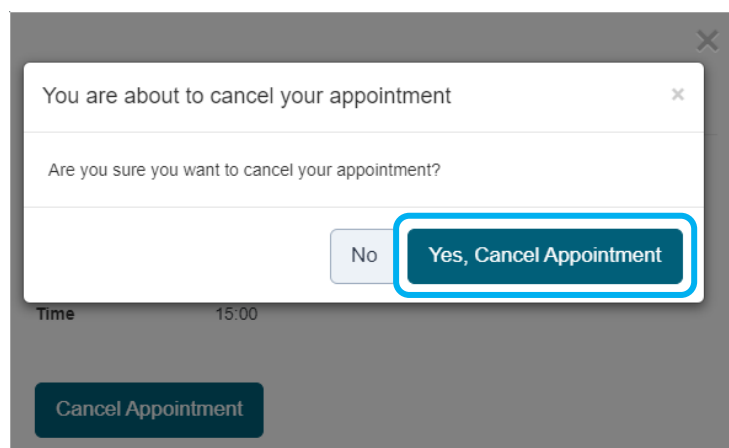 You are about to cancel your appointment
Are you sure you want to cancel your appointment?
No Yes, Cancel Appointment
Time 15:00
Cancel Appointment